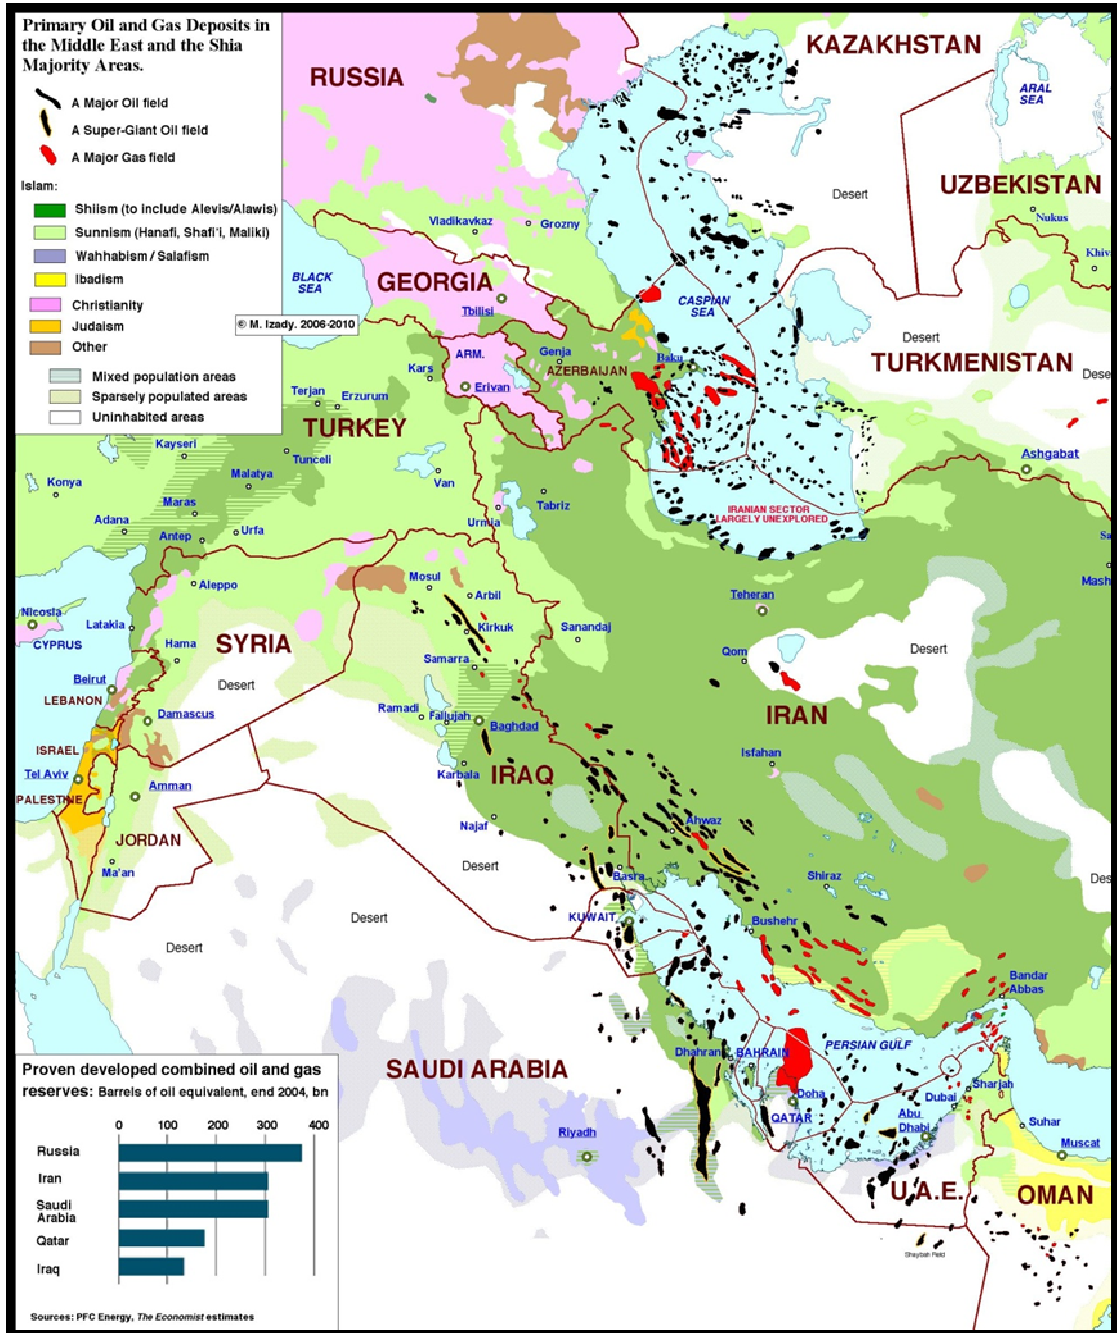 Primary Oil and Gas Deposits in
the Middle East and the Shia
Majority Areas.
A Major Oil field
A Super-Giant Oil field
A Major Gas field
Islam:
Shiism (to include Alevis/Alawis)
Sunnism (Hanafi, Shafi'i, Maliki)
Wahhabism / Salafism
Ibadism
Christianity
Judaism
Other
Mixed population areas
Sparsely populated areas
Uninhabited areas
© M. Izady. 2006-2010
RUSSIA
KAZAKHSTAN
ARAL
SEA
Desert
UZBEKISTAN
Nukus
Khiv
Vladikavkaz
Grozny
BLACK
SEA
GEORGIA
Tbilisi
CASPIAN
SEA
Desert
TURKMENISTAN
Dese
ARM.
Genja
AZERBAIJAN
Baku
Kars
Erivan
Terjan
Erzurum
TURKEY
Kayseri
Tunceli
Malatya
Konya
Maras
Adana
Antep
Urfa
Van
Urmia
Tabriz
Ashgabat
IRANIAN SECTOR
LARGELY UNEXPLORED
Sa
Mash
Aleppo
Mosul
Arbil
Teheran
Nicosia
CYPRUS
Latakia
Hama
SYRIA
Kirkuk
Sanandaj
Samarra
Qom
Desert
Beirut
LEBANON
Desert
Damascus
Ramadi
Fallujah
Baghdad
IRAN
ISRAEL
Tel Aviv
PALESTINE
Amman
Karbala
IRAQ
Isfahan
JORDAN
Najaf
Ahwaz
Ma'an
Desert
Basra
Shiraz
Des
Desert
Desert
KUWAIT
Bushehr
Bandar
Abbas
SAUDI ARABIA
Dhahran
BAHRAIN
PERSIAN GULF
Doha
QATAR
Sharjah
Dubai
Abu
Dhabi
Suhar
Muscat
Riyadh
U.A.E.
OMAN
Shaybah Field
Proven developed combined oil and gas
reserves: Barrels of oil equivalent, end 2004, bn
0 100 200 300 400
Russia
Iran
Saudi
Arabia
Qatar
Iraq
Sources: PFC Energy, The Economist estimates